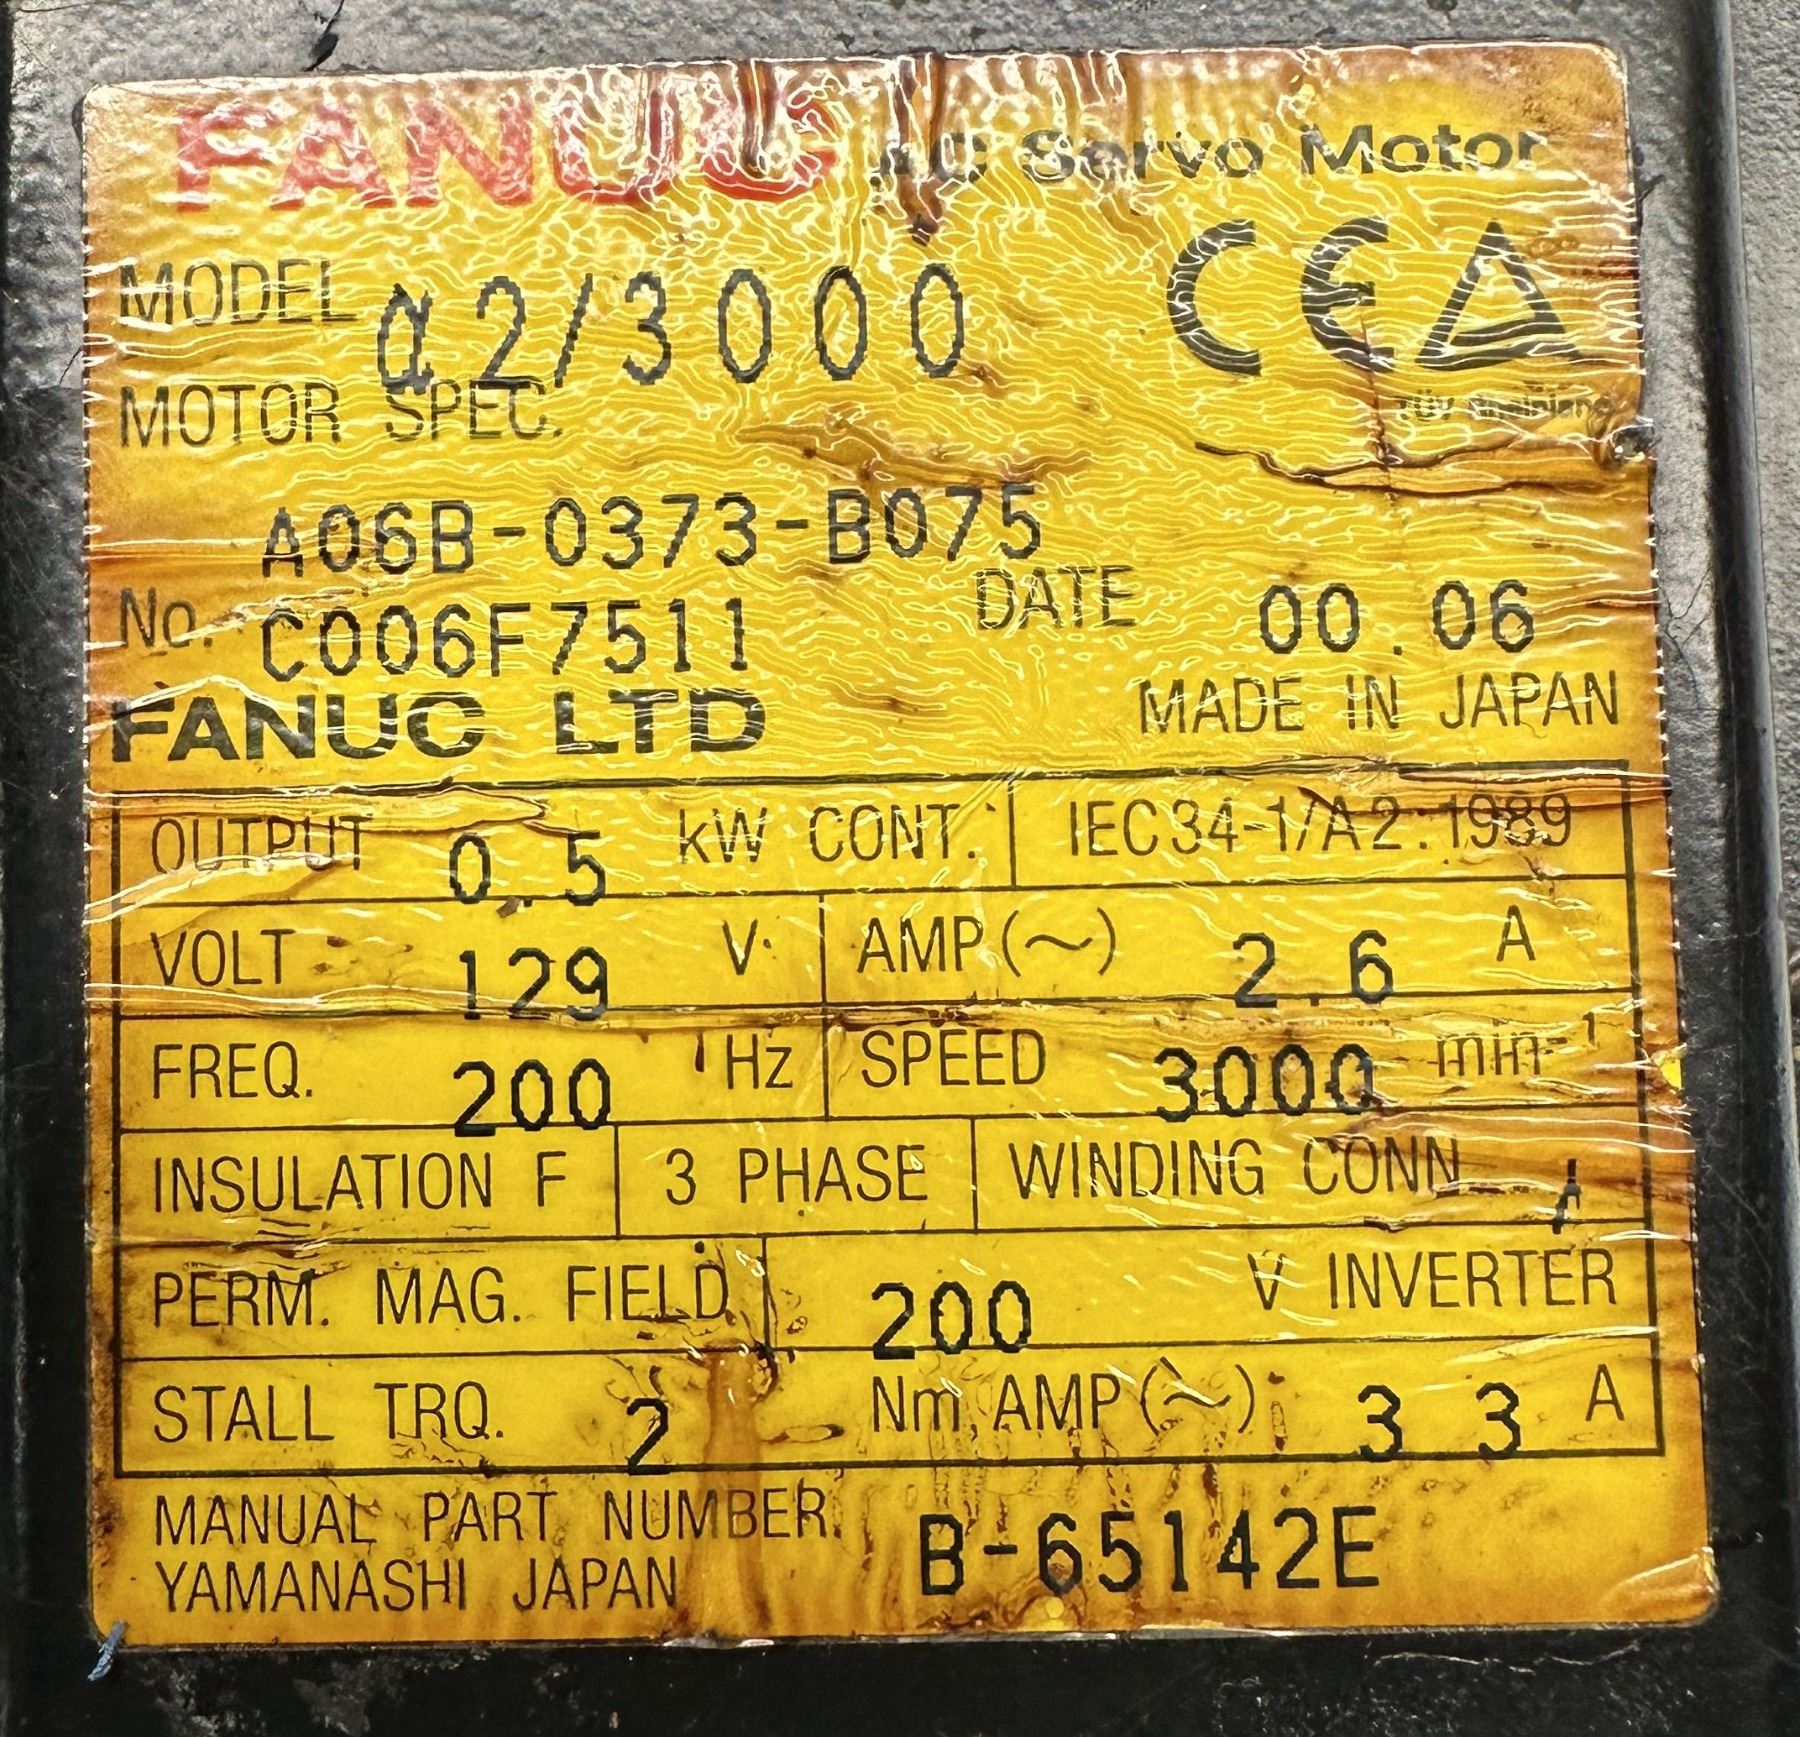 FANUC AC Servo Motor
MODEL α2/3000
CE
TÜV Rheinland
MOTOR SPEC.
A06B-0373-B075
No. C006F7511 DATE 00.06
FANUC LTD MADE IN JAPAN
OUTPUT 0.5 kW CONT. IEC34-1/A2:1989
VOLT 129 V AMP(~) 2.6 A
FREQ. 200 Hz SPEED 3000 min-1
INSULATION F 3 PHASE WINDING CONN.
PERM. MAG. FIELD 200 V INVERTER
STALL TRQ. 2 Nm AMP(~) 3 3 A
MANUAL PART NUMBER B-65142E
YAMANASHI JAPAN